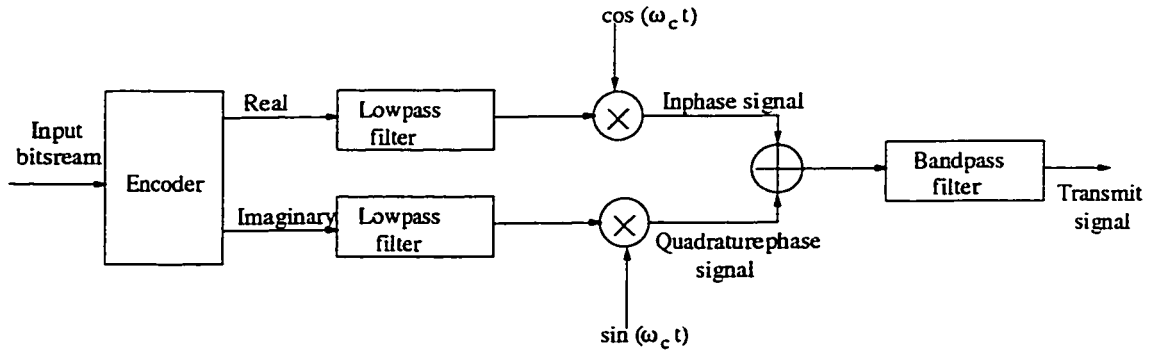 cos (ω_c t)
Real
Lowpass
filter
Inphase signal
Input
bitsream
Encoder
Bandpass
filter
Transmit
signal
Imaginary
Lowpass
filter
Quadraturephase
signal
sin (ω_c t)